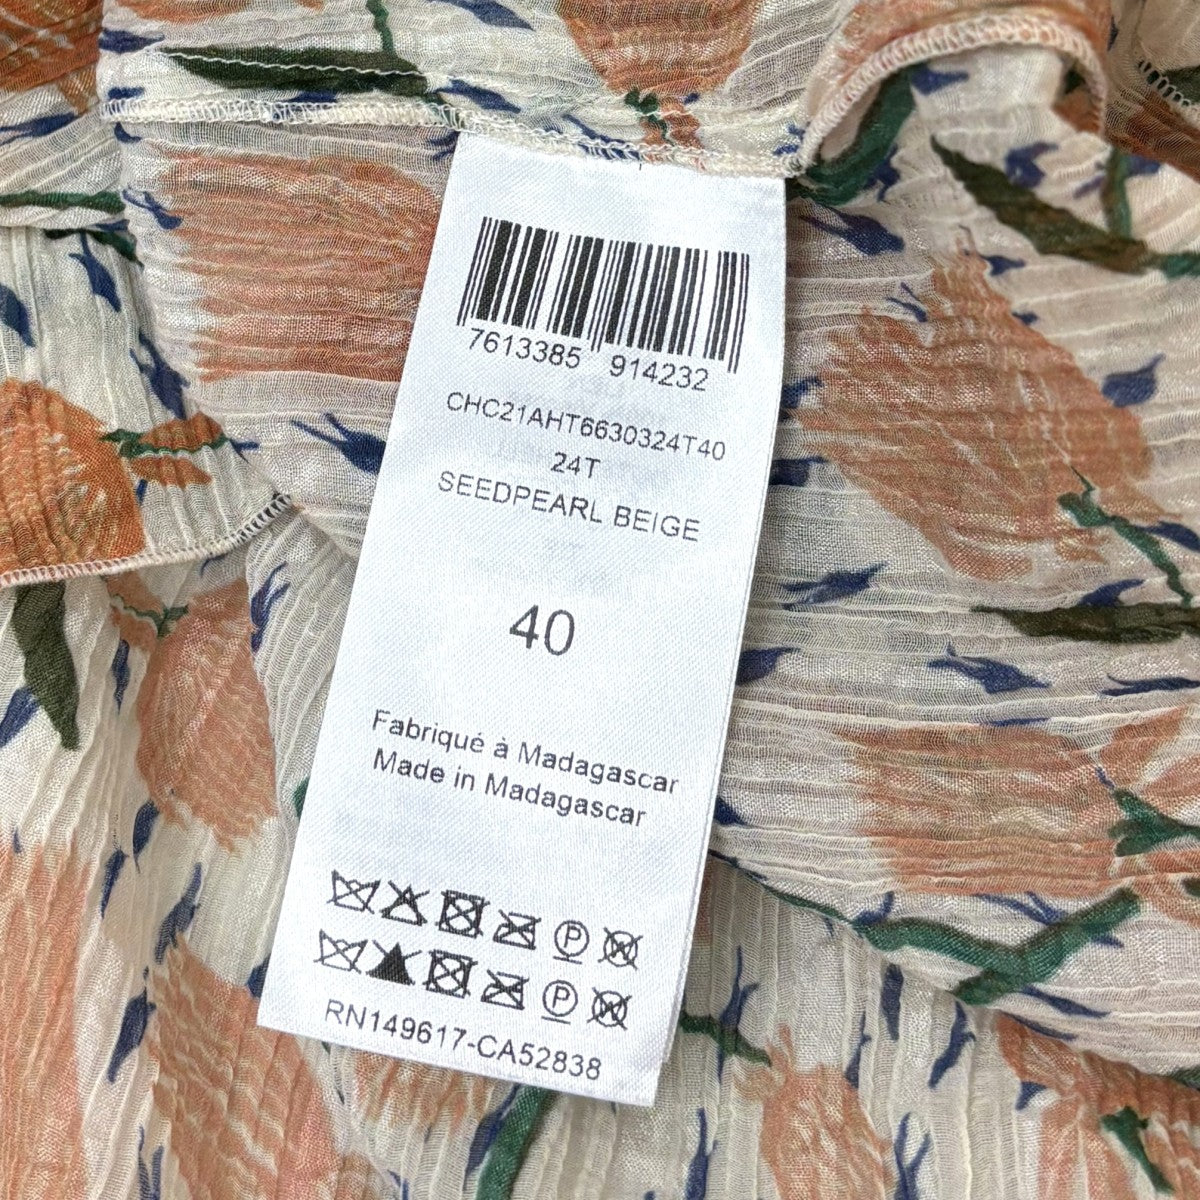 7613385 914232
CHC21AHT6630324T40
24T
SEEDPEARL BEIGE
40
Fabriqué à Madagascar
Made in Madagascar
P
P
RN149617-CA52838